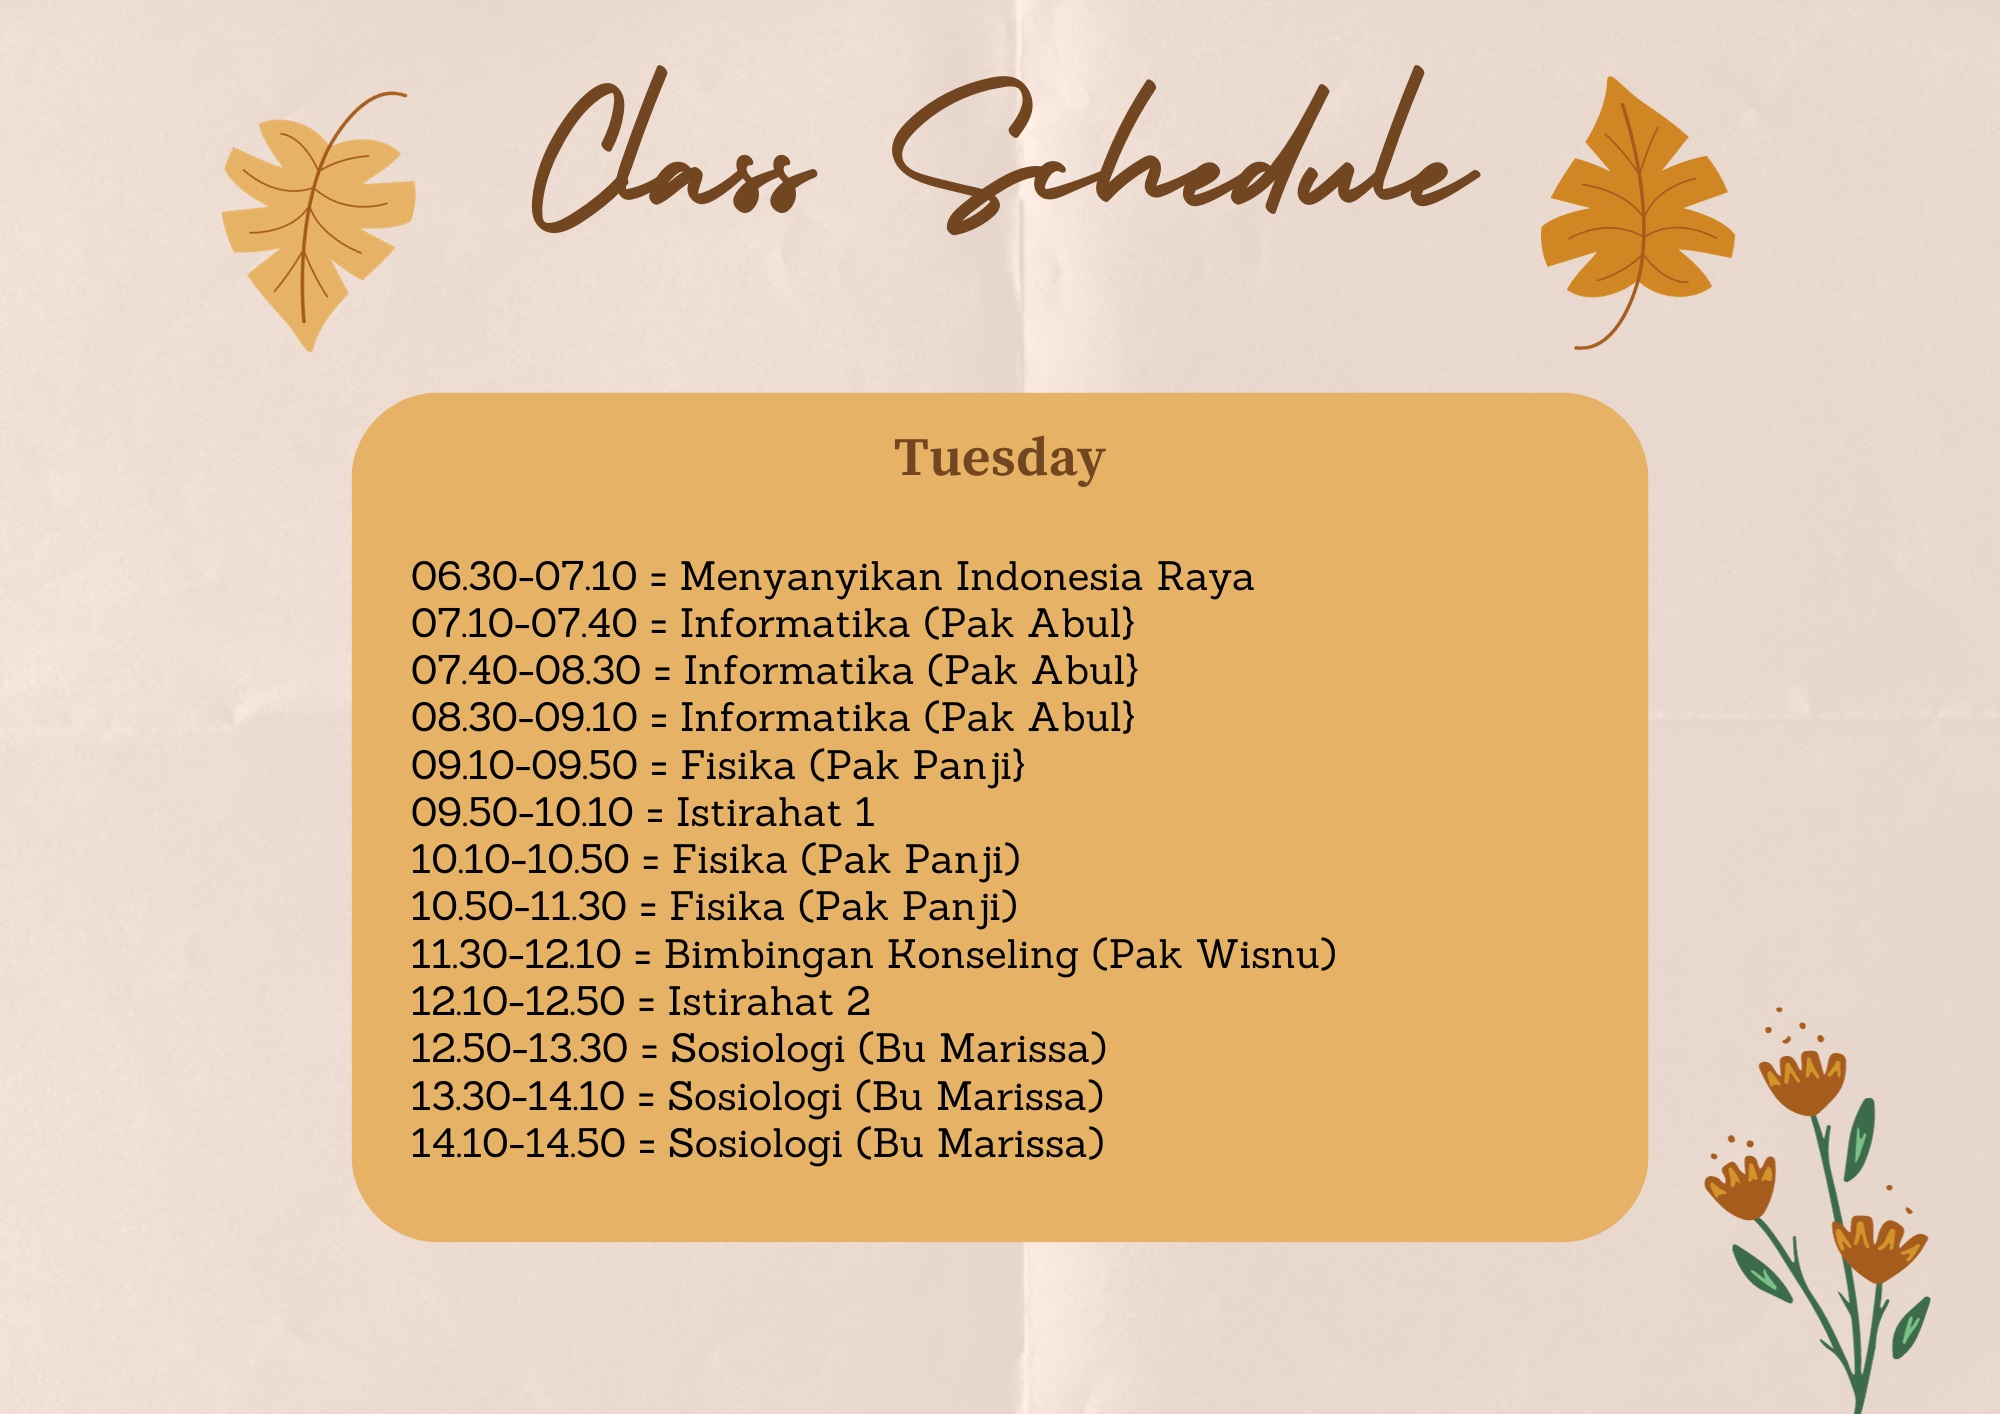 Class Schedule
Tuesday
06.30-07.10 = Menyanyikan Indonesia Raya
07.10-07.40 = Informatika (Pak Abul}
07.40-08.30 = Informatika (Pak Abul}
08.30-09.10 = Informatika (Pak Abul}
09.10-09.50 = Fisika (Pak Panji}
09.50-10.10 = Istirahat 1
10.10-10.50 = Fisika (Pak Panji)
10.50-11.30 = Fisika (Pak Panji)
11.30-12.10 = Bimbingan Konseling (Pak Wisnu)
12.10-12.50 = Istirahat 2
12.50-13.30 = Sosiologi (Bu Marissa)
13.30-14.10 = Sosiologi (Bu Marissa)
14.10-14.50 = Sosiologi (Bu Marissa)